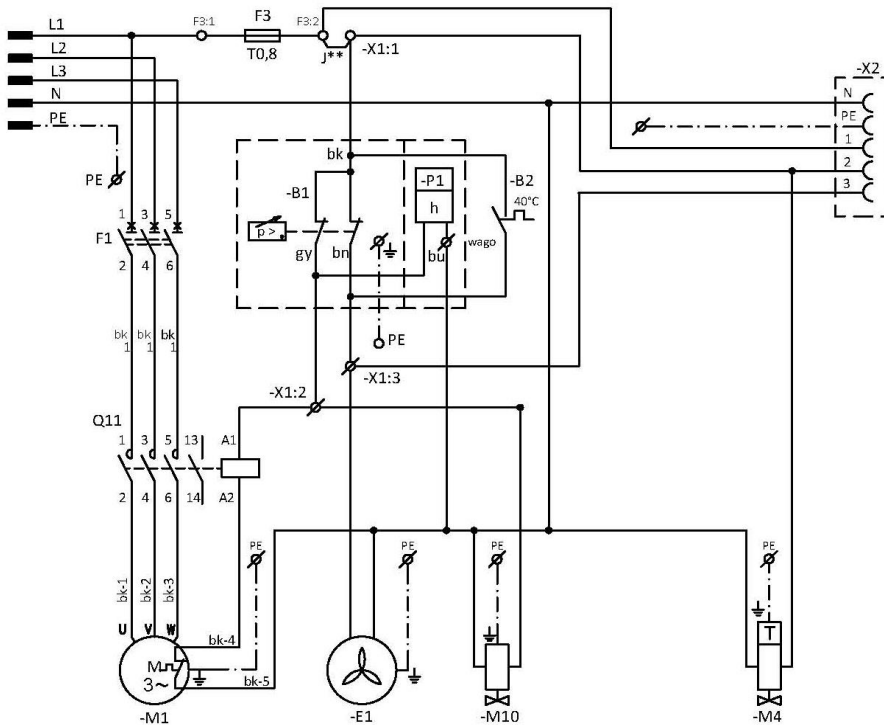 L1
F3:1
F3
F3:2
T0,8
J**
-X1:1
L2
L3
N
PE
-X2
N
PE
1
2
3
PE
bk
-B1
-P1
h
-B2
40°C
wago
p >
gy
bn
bu
PE
1 3 5
F1
2 4 6
bk 1
bk 1
bk 1
-X1:3
-X1:2
Q11
1 3 5 13 A1
2 4 6 14 A2
bk-1
bk-2
bk-3
U V W
bk-4
bk-5
M
3~
-M1
PE
PE
-E1
PE
-M10
PE
T
-M4